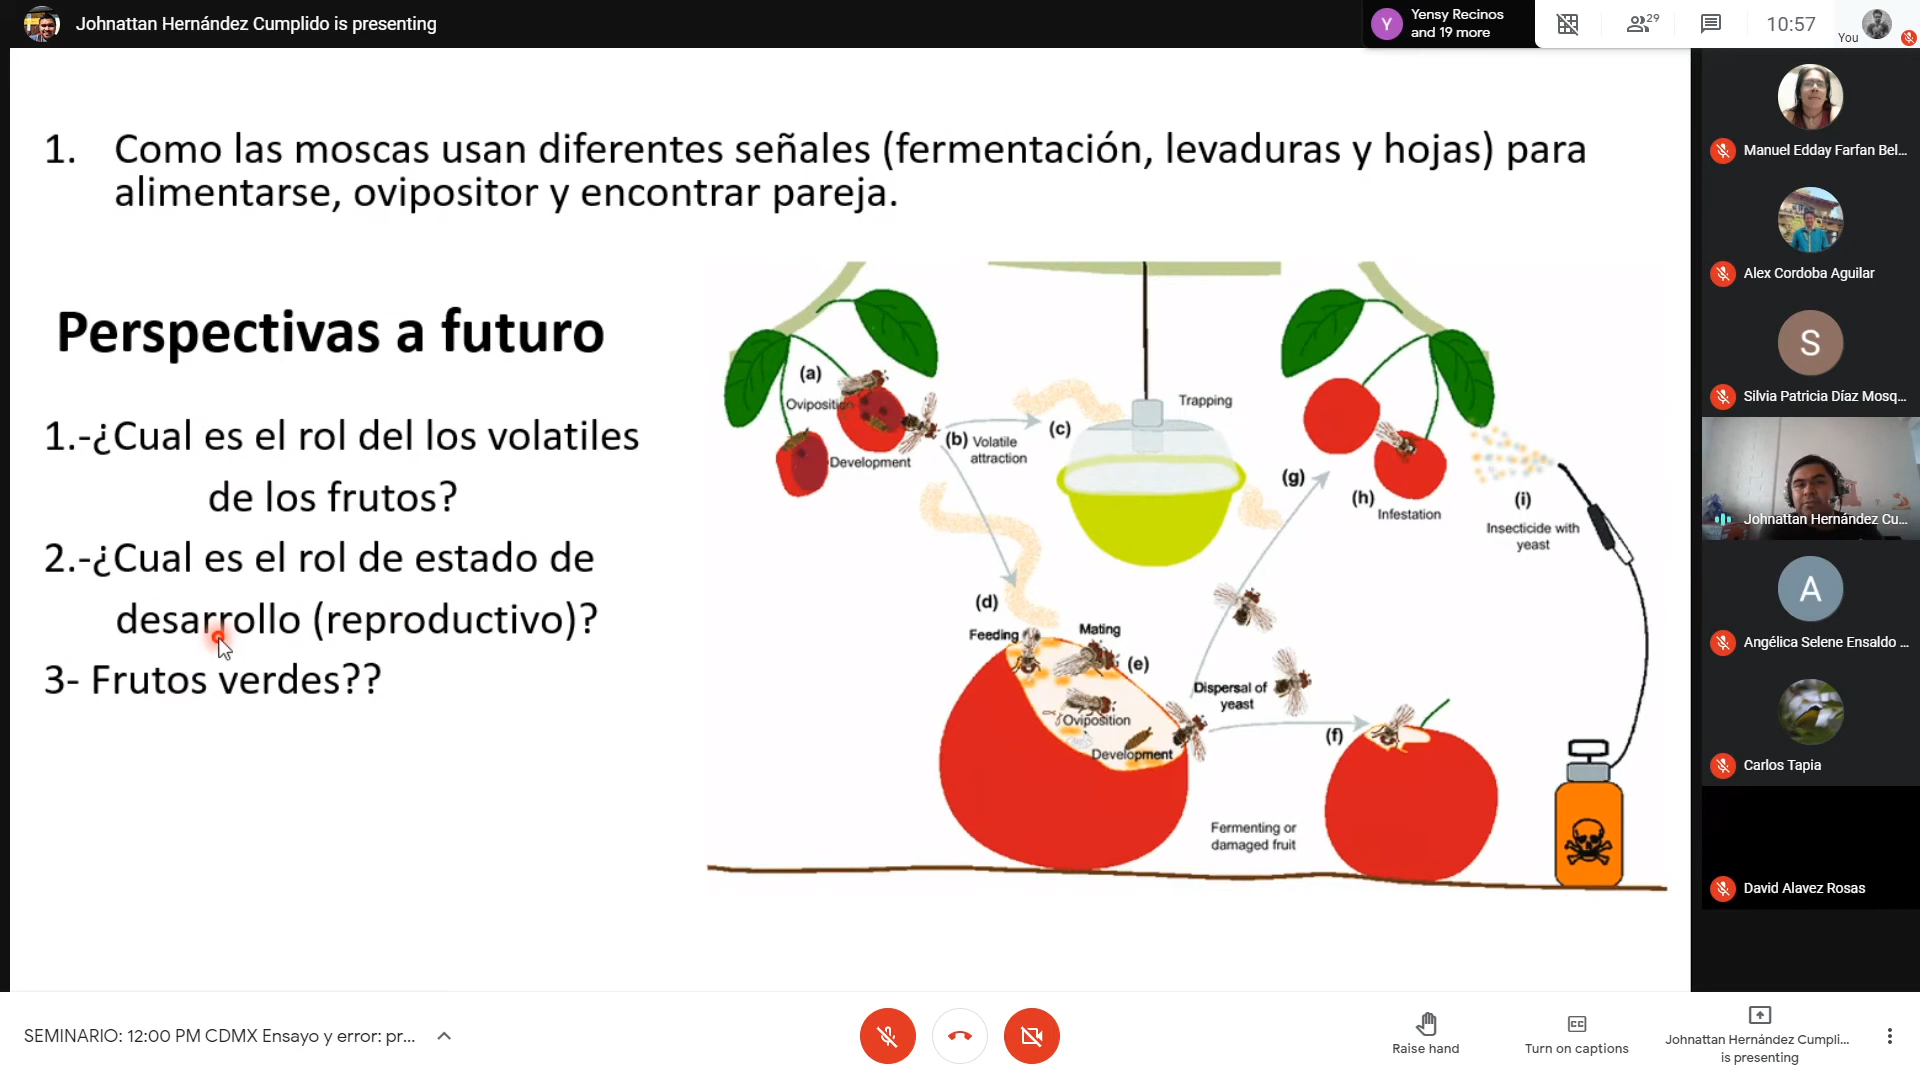 Johnattan Hernández Cumplido is presenting
Y
Yensy Recinos
and 19 more
29
10:57
You
1. Como las moscas usan diferentes señales (fermentación, levaduras y hojas) para
alimentarse, ovipositor y encontrar pareja.
Perspectivas a futuro
1.-¿Cual es el rol del los volatiles
de los frutos?
2.-¿Cual es el rol de estado de
desarrollo (reproductivo)?
3- Frutos verdes??
(a)
Oviposition
Development
(b) Volatile
attraction
(c)
Trapping
(d)
Feeding
Mating
(e)
Oviposition
Development
Dispersal of
yeast
(f)
Fermenting or
damaged fruit
(g)
(h)
Infestation
(i)
Insecticide with
yeast
Manuel Edday Farfan Bel...
Alex Cordoba Aguilar
S
Silvia Patricia Díaz Mosq...
Johnattan Hernández Cu...
A
Angélica Selene Ensaldo ...
Carlos Tapia
David Alavez Rosas
SEMINARIO: 12:00 PM CDMX Ensayo y error: pr...
Raise hand
CC
Turn on captions
Johnattan Hernández Cumpli...
is presenting